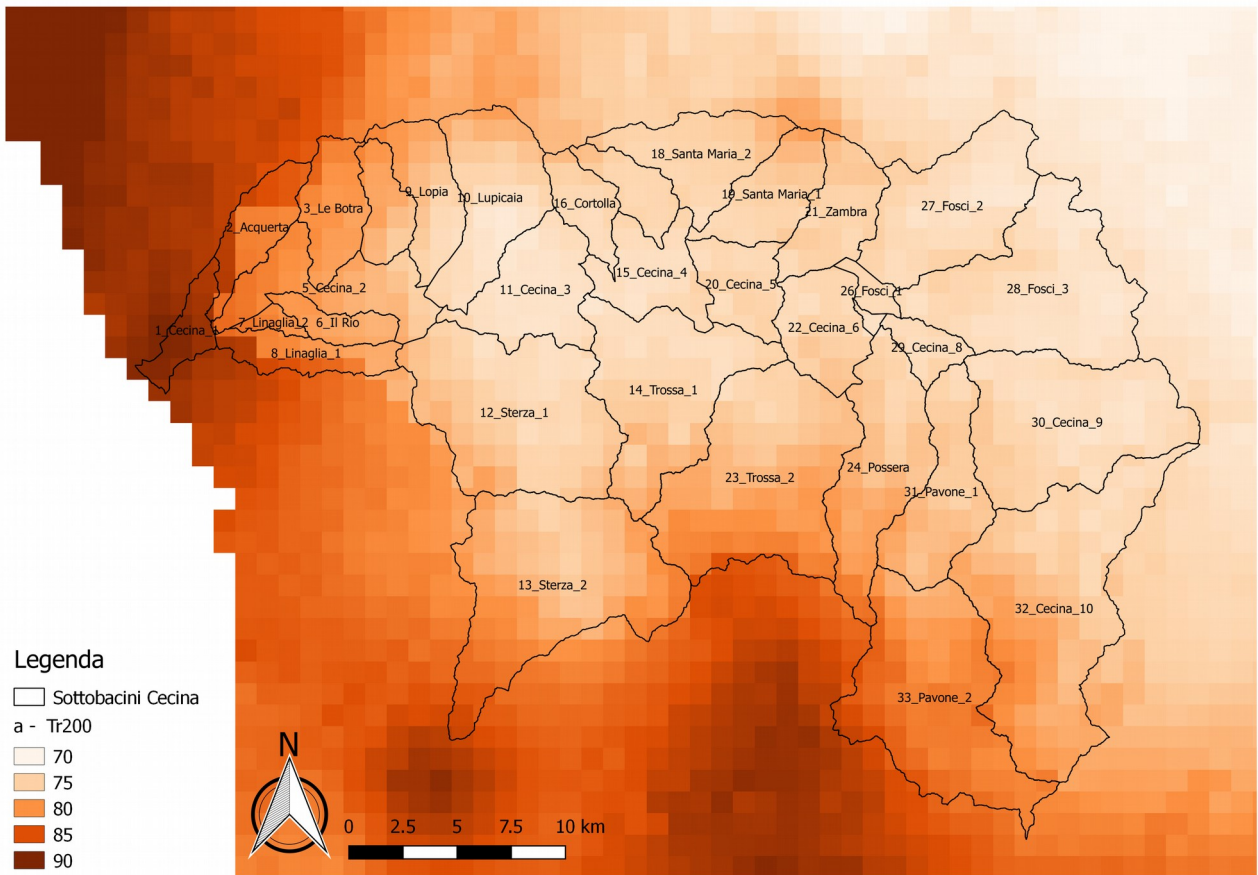 18_Santa Maria_2
9_Lopia
10_Lupicaia
16_Cortolla
19_Santa Maria_1
3_Le Botra
21_Zambra
27_Fosci_2
2_Acquerta
15_Cecina_4
5_Cecina_2
11_Cecina_3
20_Cecina_5
26_Fosci_1
28_Fosci_3
7_Linaglia_2
6_Il Rio
1_Cecina_1
22_Cecina_6
8_Linaglia_1
29_Cecina_8
14_Trossa_1
12_Sterza_1
30_Cecina_9
24_Possera
23_Trossa_2
31_Pavone_1
13_Sterza_2
32_Cecina_10
33_Pavone_2
Legenda
Sottobacini Cecina
a - Tr200
70
75
80
85
90
N
0 2.5 5 7.5 10 km